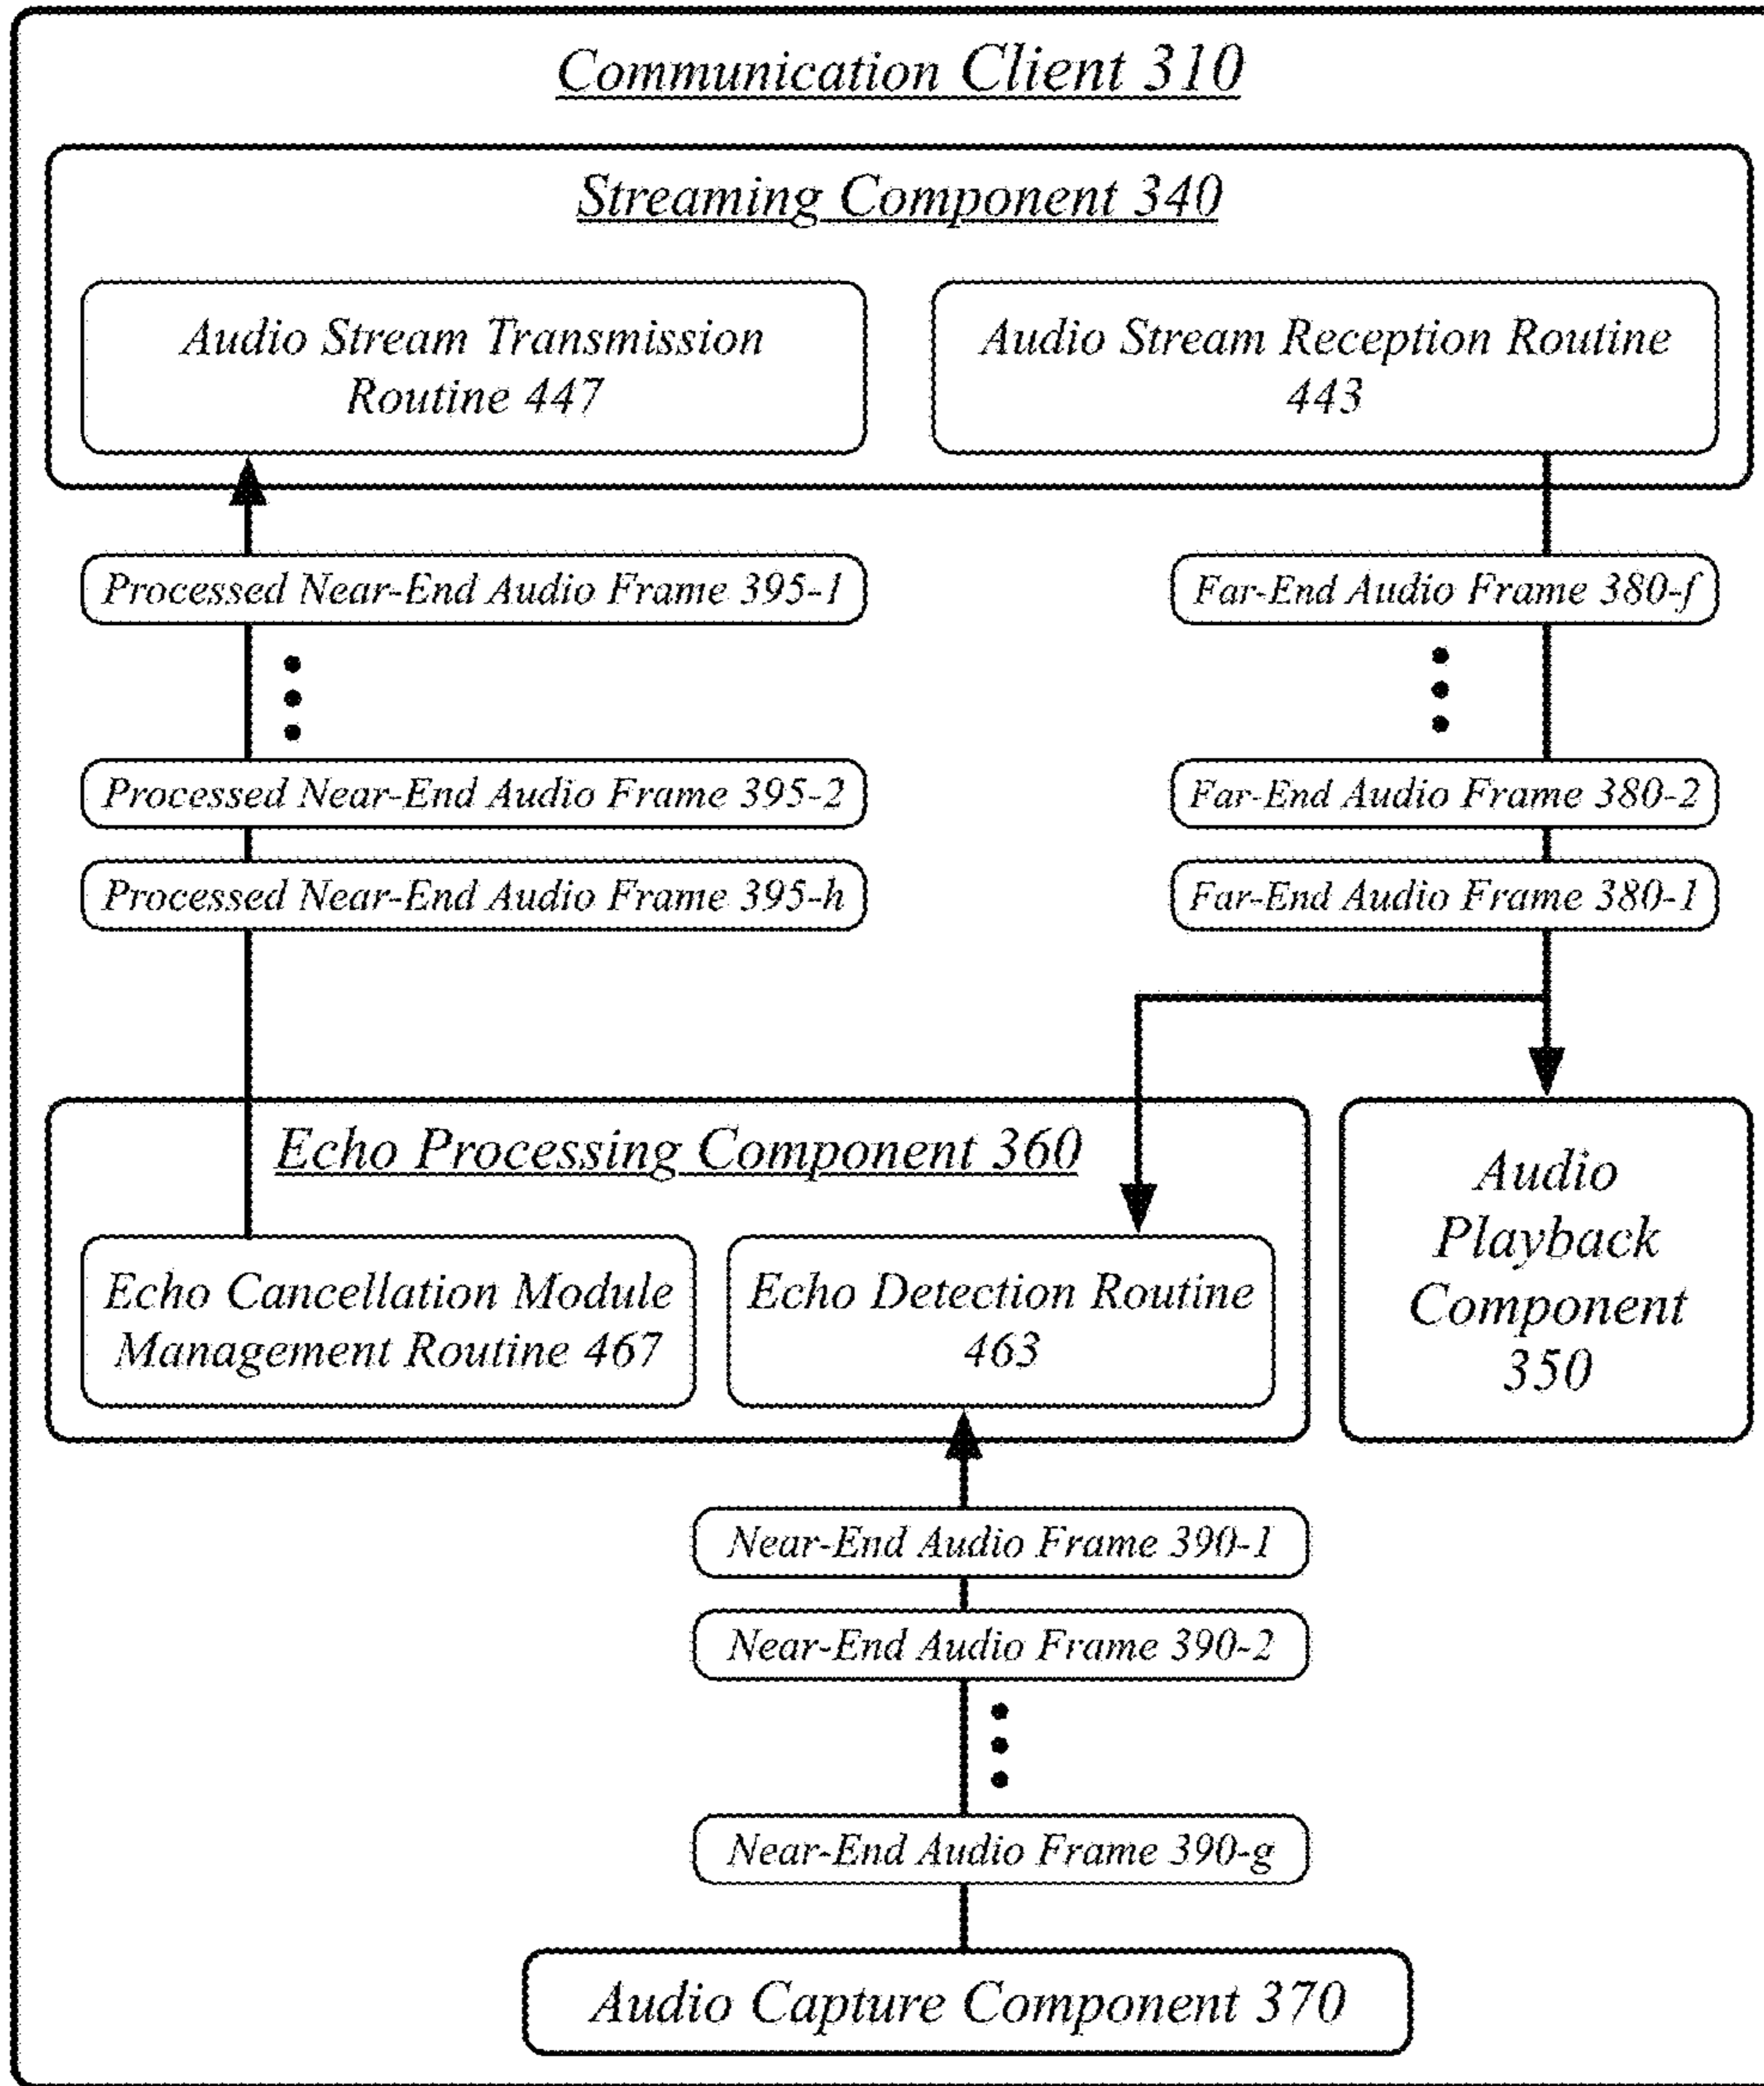 Communication Client 310
Streaming Component 340
Audio Stream Transmission
Routine 447
Audio Stream Reception Routine
443
Processed Near-End Audio Frame 395-1
Far-End Audio Frame 380-f
Processed Near-End Audio Frame 395-2
Far-End Audio Frame 380-2
Processed Near-End Audio Frame 395-h
Far-End Audio Frame 380-1
Echo Processing Component 360
Echo Cancellation Module
Management Routine 467
Echo Detection Routine
463
Audio
Playback
Component
350
Near-End Audio Frame 390-1
Near-End Audio Frame 390-2
Near-End Audio Frame 390-g
Audio Capture Component 370